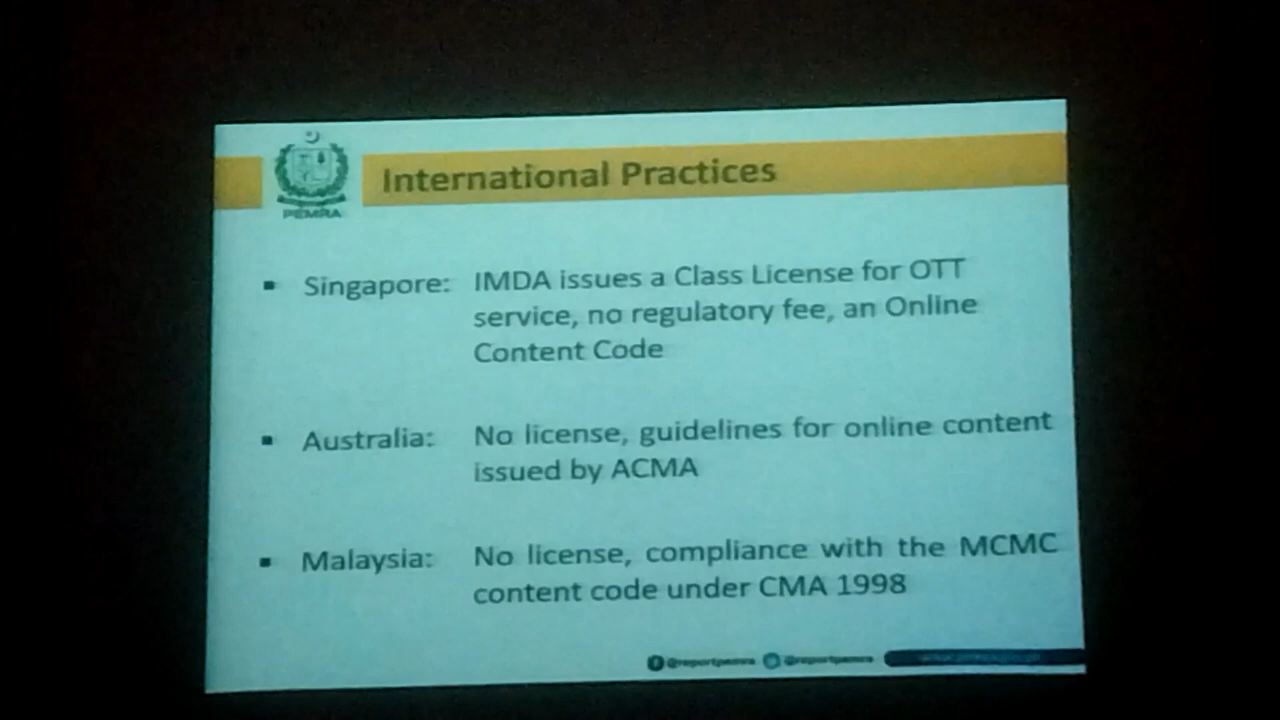 PEMRA
International Practices
▪ Singapore: IMDA issues a Class License for OTT
service, no regulatory fee, an Online
Content Code
▪ Australia: No license, guidelines for online content
issued by ACMA
▪ Malaysia: No license, compliance with the MCMC
content code under CMA 1998
@reportpemra @reportpemra